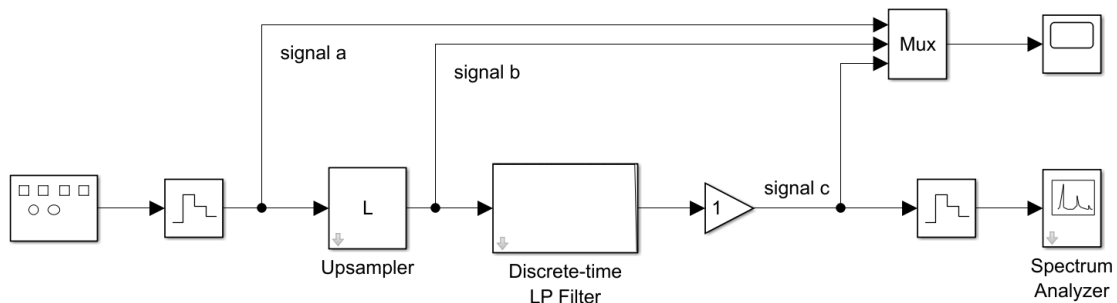 signal a
signal b
Mux
L
1
signal c
Upsampler
Discrete-time
LP Filter
Spectrum
Analyzer